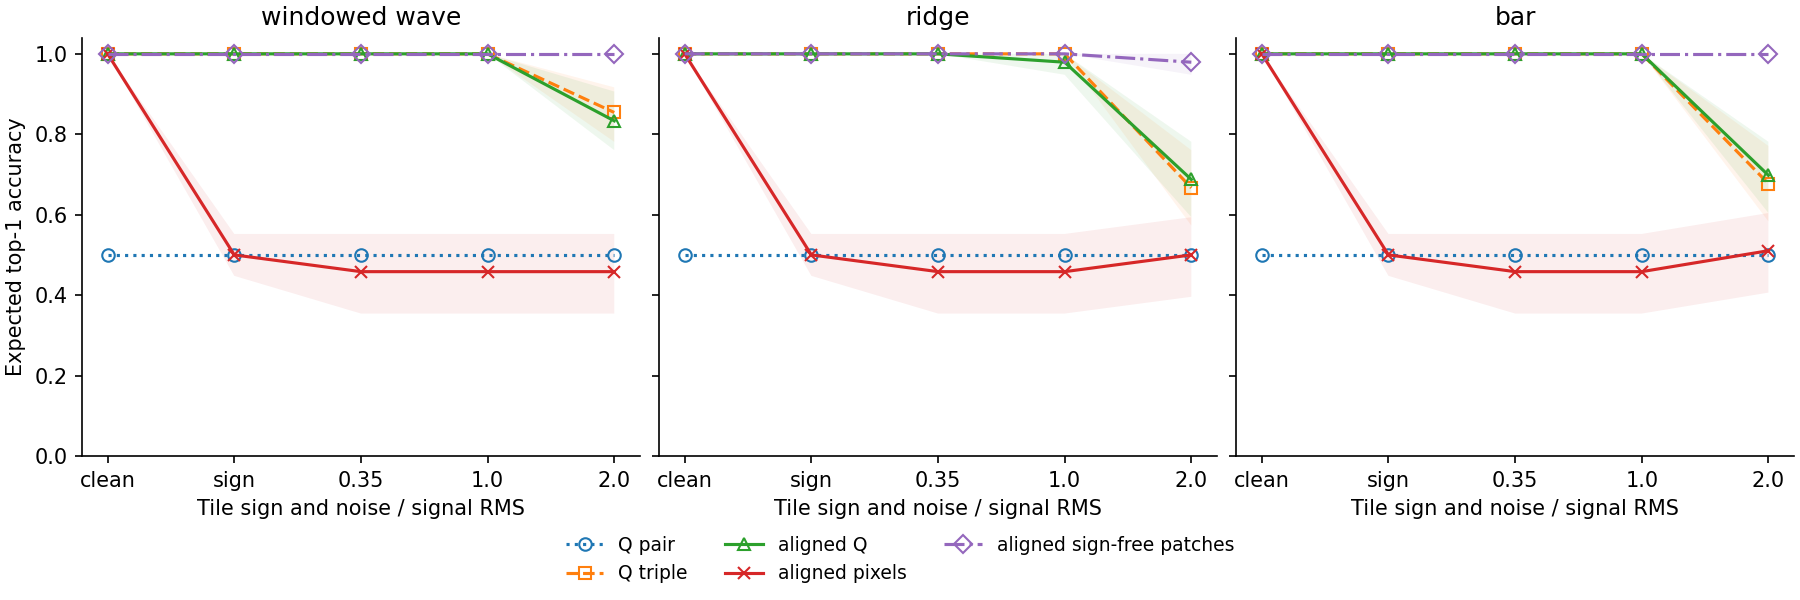 windowed wave
ridge
bar
Expected top-1 accuracy
1.0
0.8
0.6
0.4
0.2
0.0
clean sign 0.35 1.0 2.0
clean sign 0.35 1.0 2.0
clean sign 0.35 1.0 2.0
Tile sign and noise / signal RMS
Tile sign and noise / signal RMS
Tile sign and noise / signal RMS
Q pair
Q triple
aligned Q
aligned pixels
aligned sign-free patches